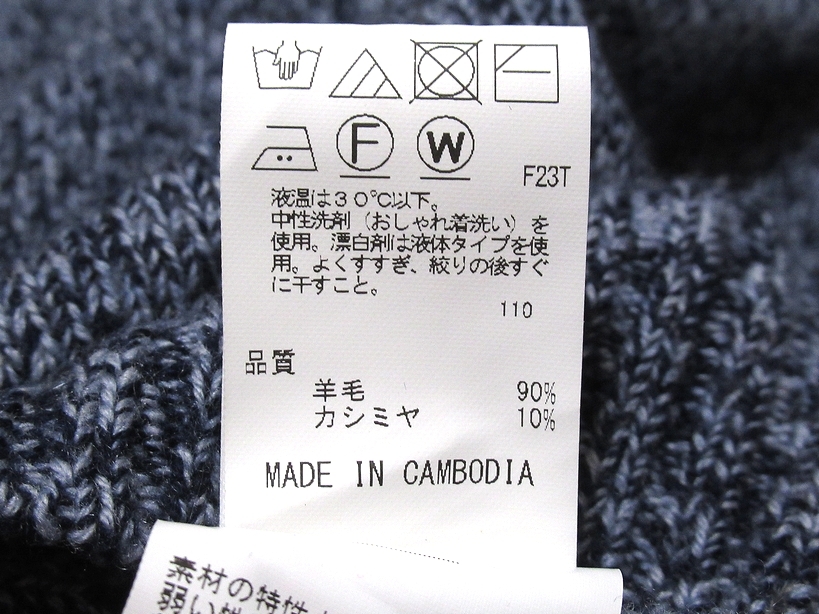 F W
F23T
液温は30℃以下。
中性洗剤（おしゃれ着洗い）を
使用。漂白剤は液体タイプを使
用。よくすすぎ、絞りの後すぐ
に干すこと。
110
品質
羊毛 90%
カシミヤ 10%
MADE IN CAMBODIA
素材の特性
弱い